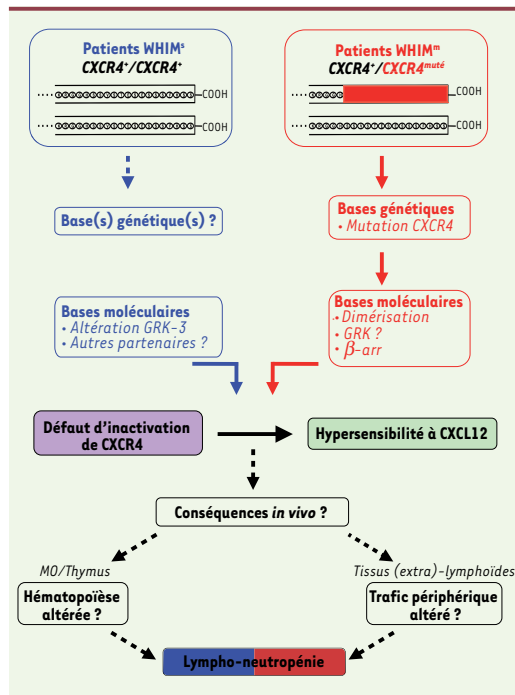 Patients WHIMˢ
CXCR4⁺/CXCR4⁺
COOH
COOH
Patients WHIMᵐ
CXCR4⁺/CXCR4ᵐᵘᵗé
COOH
COOH
Base(s) génétique(s) ?
Bases génétiques
• Mutation CXCR4
Bases moléculaires
• Altération GRK-3
• Autres partenaires ?
Bases moléculaires
• Dimérisation
• GRK ?
• β-arr
Défaut d'inactivation
de CXCR4
Hypersensibilité à CXCL12
Conséquences in vivo ?
MO/Thymus
Hématopoïèse
altérée ?
Tissus (extra)-lymphoïdes
Trafic périphérique
altéré ?
Lympho-neutropénie